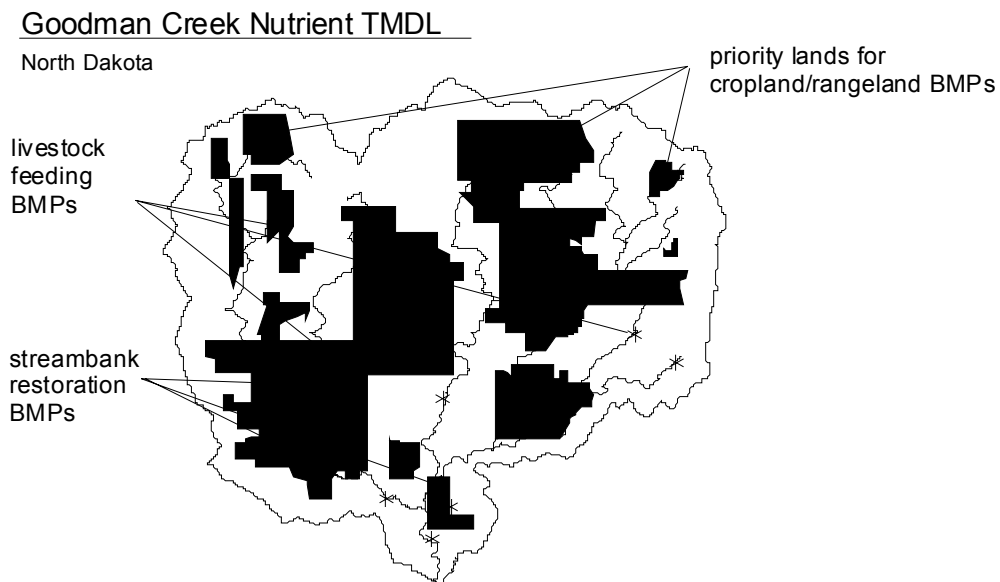 Goodman Creek Nutrient TMDL
North Dakota
priority lands for
cropland/rangeland BMPs
livestock
feeding
BMPs
streambank
restoration
BMPs